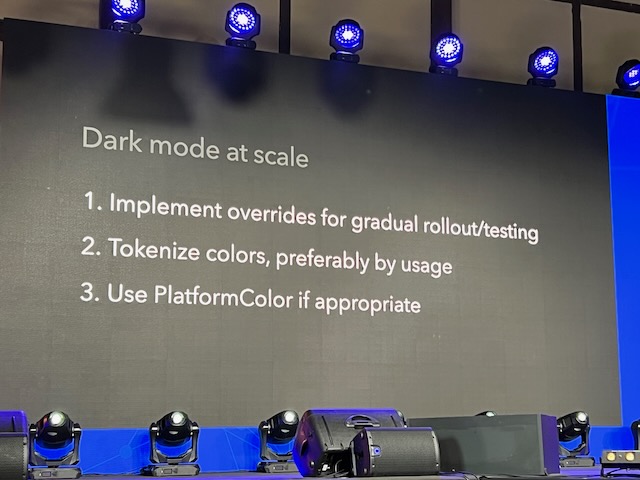 Dark mode at scale
1. Implement overrides for gradual rollout/testing
2. Tokenize colors, preferably by usage
3. Use PlatformColor if appropriate